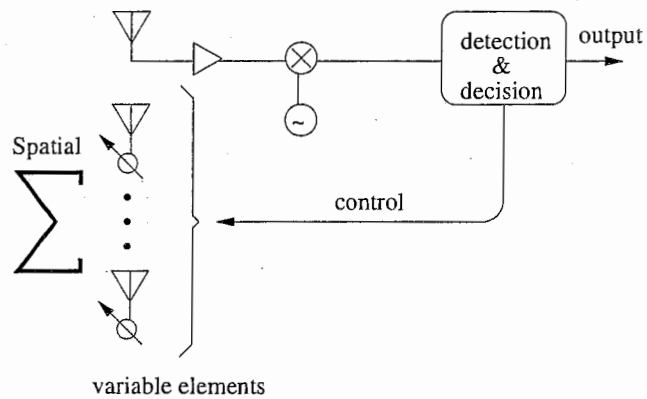 detection
&
decision
output
Spatial
control
variable elements